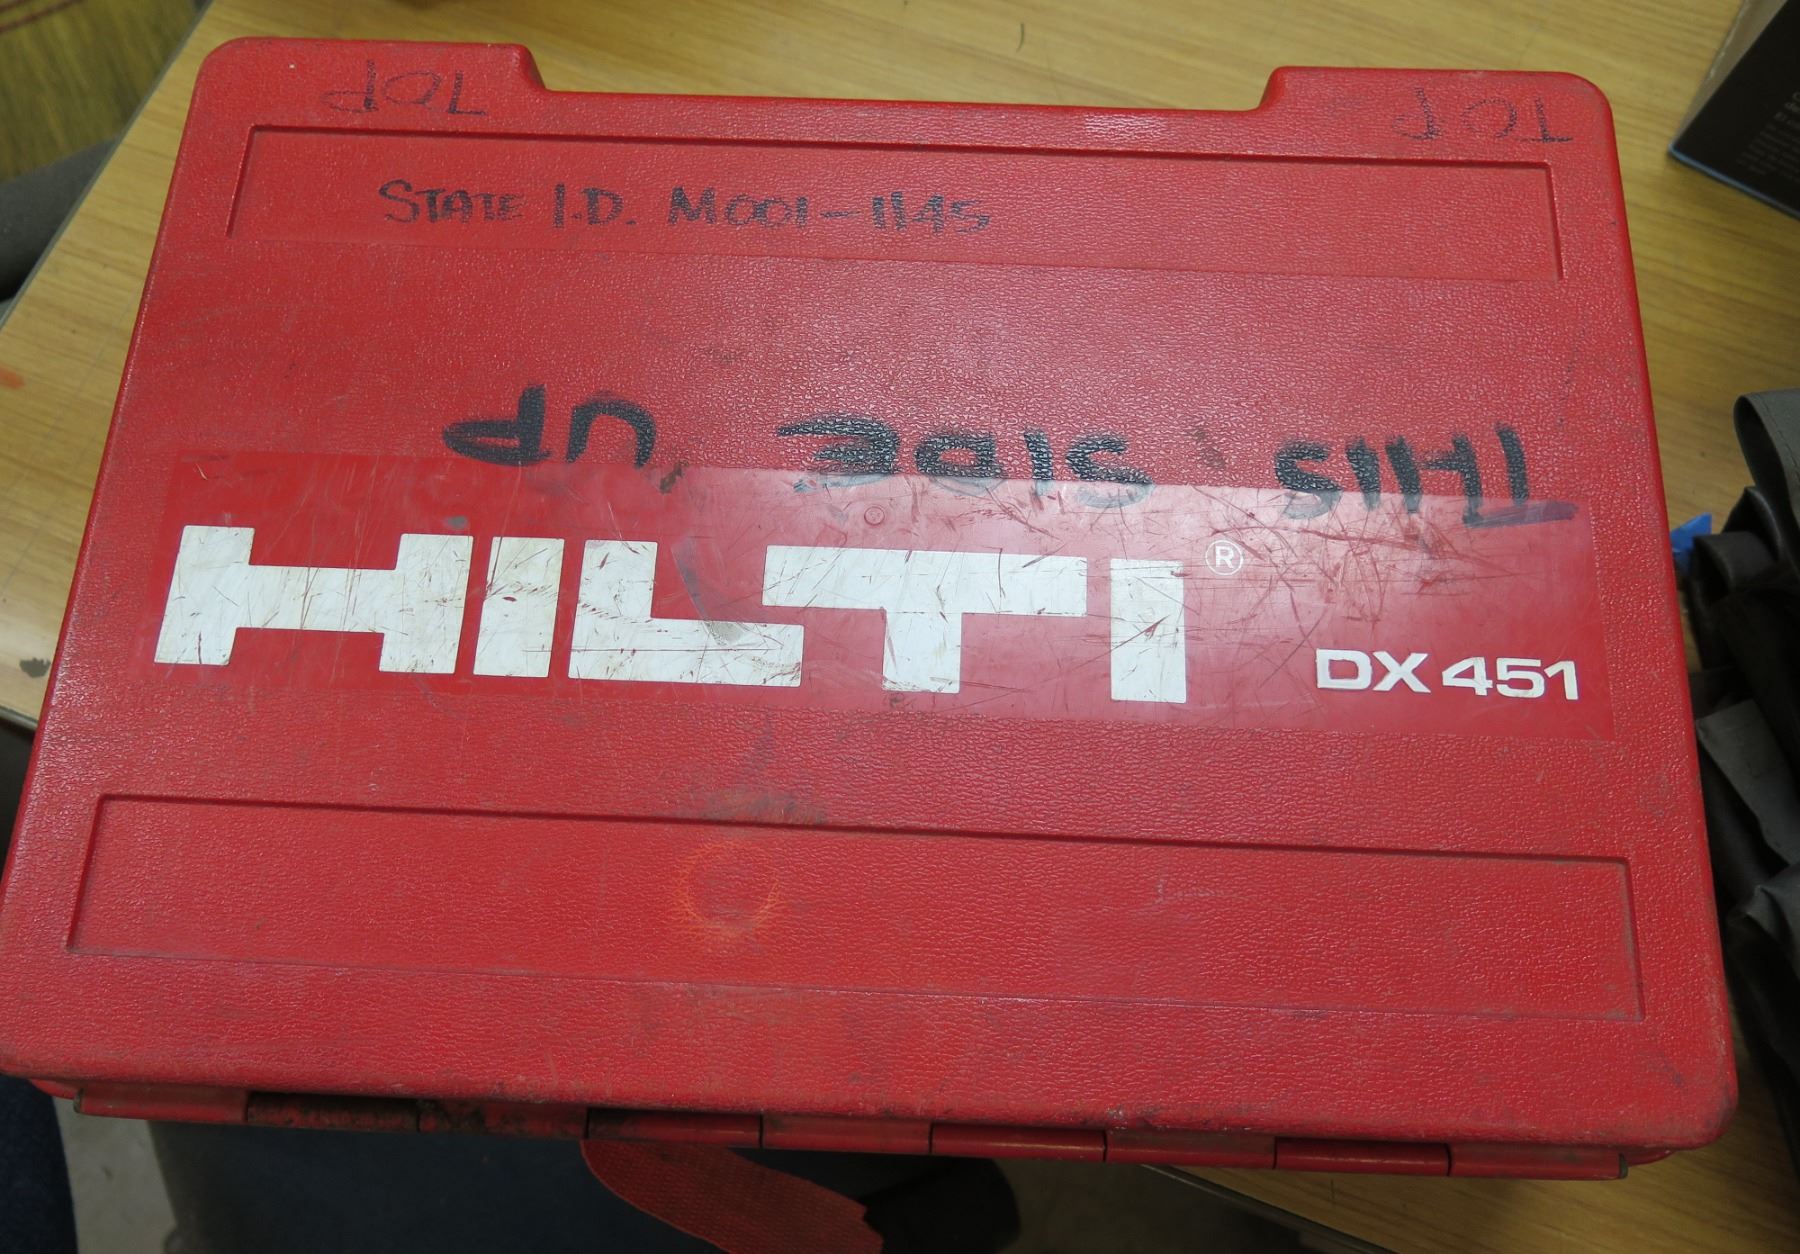 TOP
TOP
STATE I.D. M001-1145
THIS SIDE UP
HILTI®
DX 451